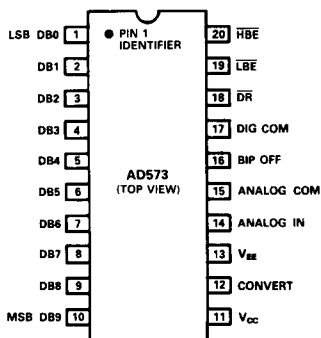 LSB DB0 1 PIN 1 IDENTIFIER 20 HBE
DB1 2 19 LBE
DB2 3 18 DR
DB3 4 17 DIG COM
DB4 5 16 BIP OFF
AD573
(TOP VIEW)
DB5 6 15 ANALOG COM
DB6 7 14 ANALOG IN
DB7 8 13 VEE
DB8 9 12 CONVERT
MSB DB9 10 11 VCC